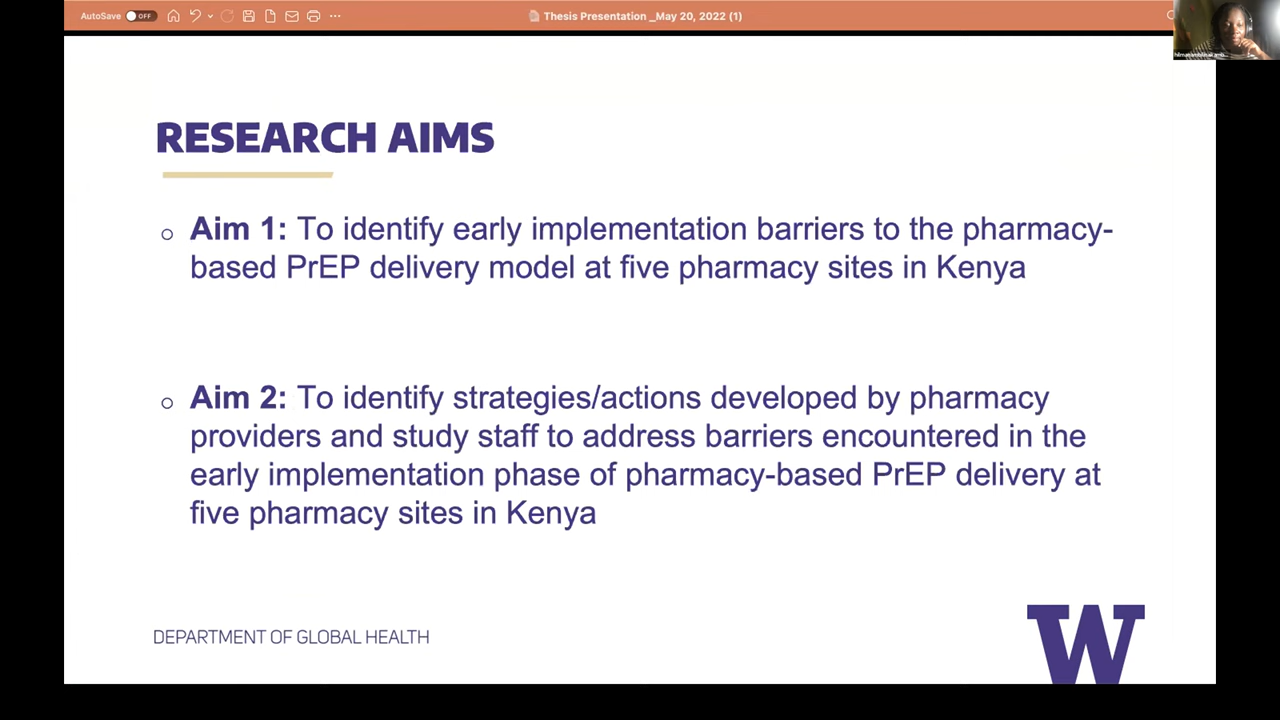 AutoSave OFF
Thesis Presentation _May 20, 2022 (1)
RESEARCH AIMS
Aim 1: To identify early implementation barriers to the pharmacy-
based PrEP delivery model at five pharmacy sites in Kenya
Aim 2: To identify strategies/actions developed by pharmacy
providers and study staff to address barriers encountered in the
early implementation phase of pharmacy-based PrEP delivery at
five pharmacy sites in Kenya
DEPARTMENT OF GLOBAL HEALTH
W